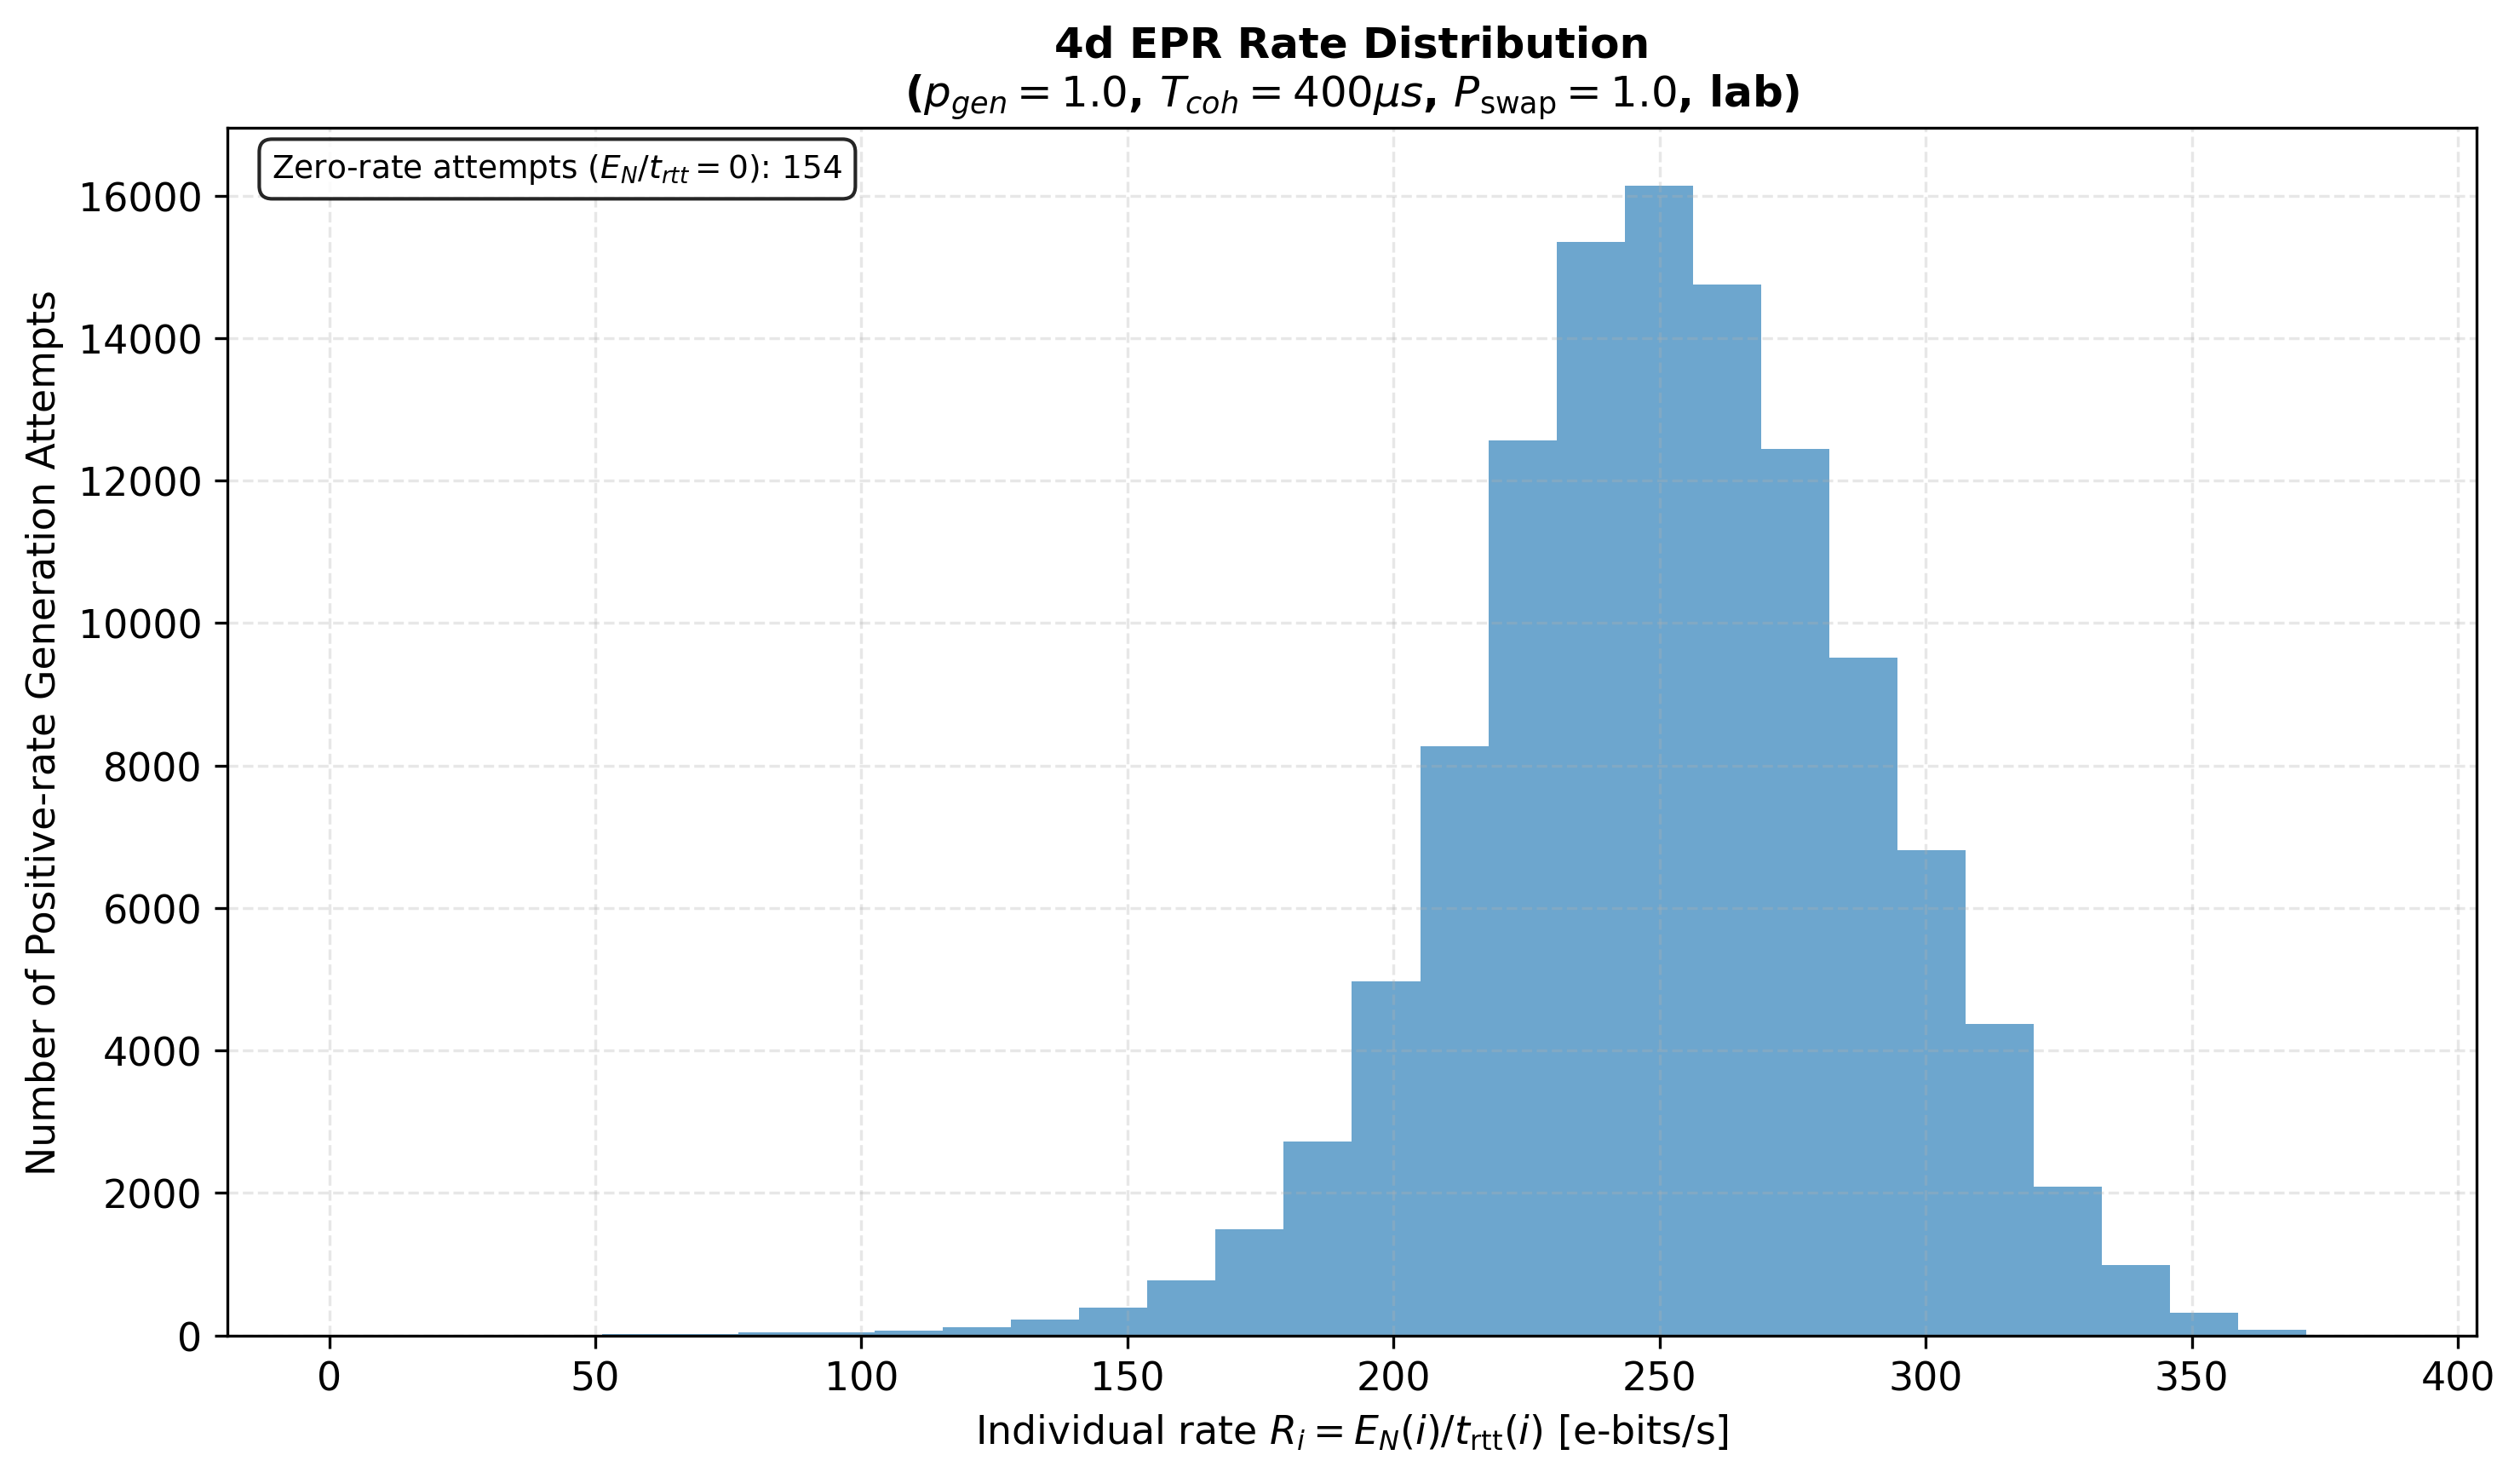 4d EPR Rate Distribution
(p_gen = 1.0, T_coh = 400μs, P_swap = 1.0, lab)
Zero-rate attempts (E_N/t_rtt = 0): 154
Number of Positive-rate Generation Attempts
16000
14000
12000
10000
8000
6000
4000
2000
0
0 50 100 150 200 250 300 350 400
Individual rate R_i = E_N(i)/t_rtt(i) [e-bits/s]